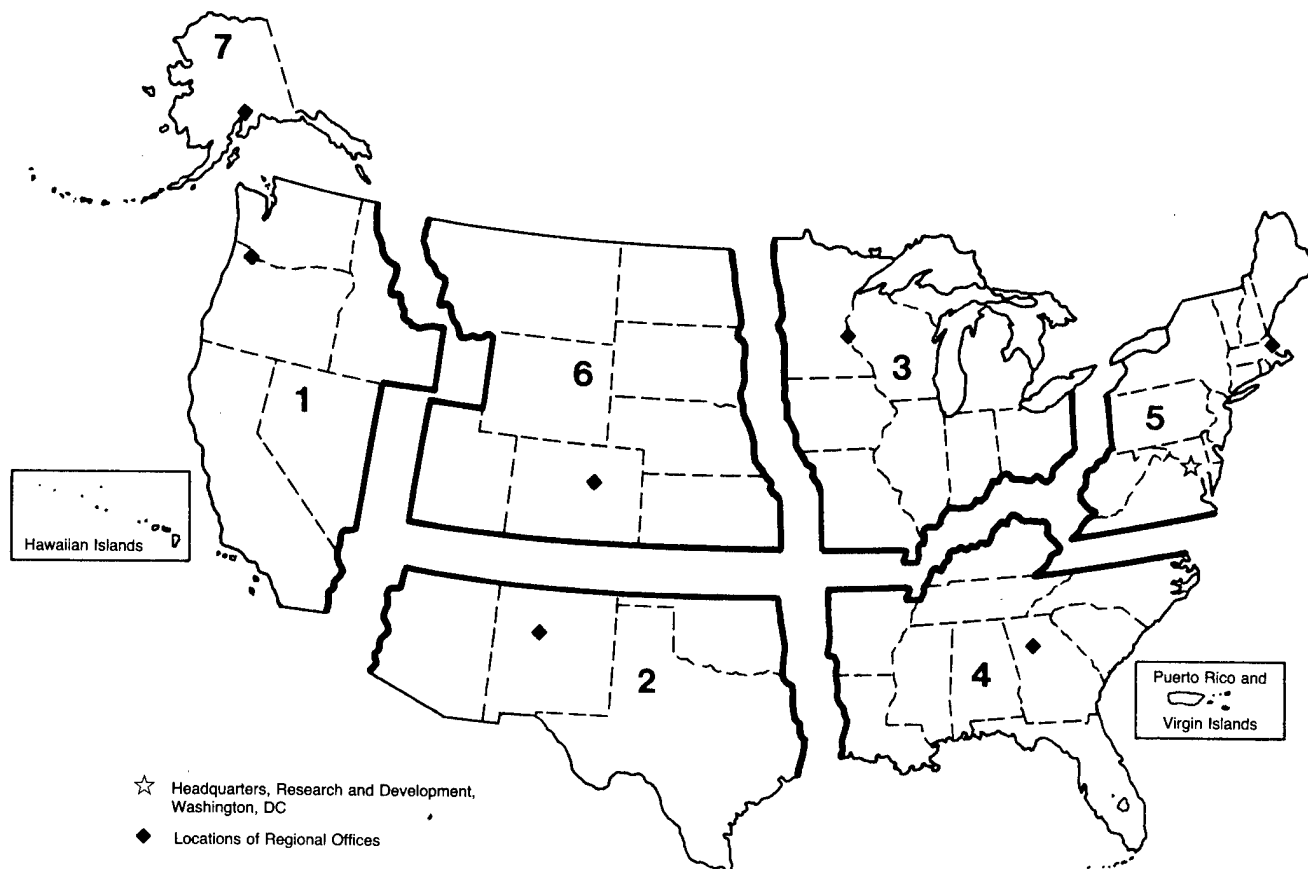 7
1
6
3
5
Hawaiian Islands
2
4
Puerto Rico and
Virgin Islands
Headquarters, Research and Development,
Washington, DC
Locations of Regional Offices